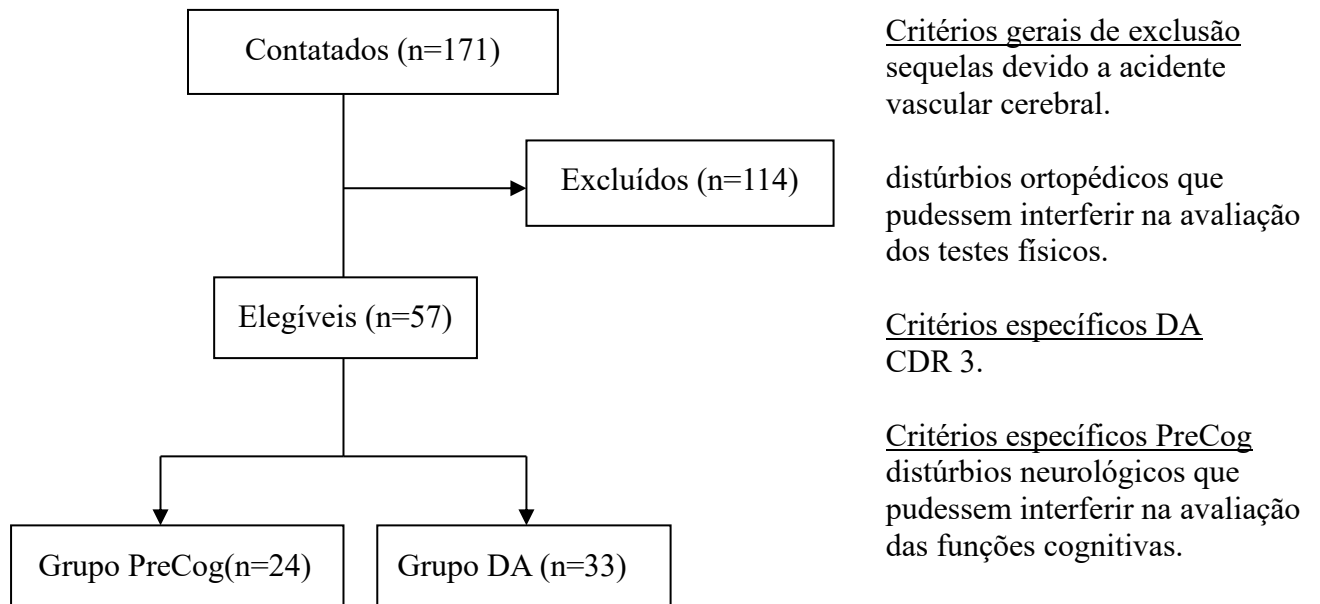 Contatados (n=171)
Excluídos (n=114)
Elegíveis (n=57)
Grupo PreCog(n=24)
Grupo DA (n=33)
Critérios gerais de exclusão
sequelas devido a acidente
vascular cerebral.
distúrbios ortopédicos que
pudessem interferir na avaliação
dos testes físicos.
Critérios específicos DA
CDR 3.
Critérios específicos PreCog
distúrbios neurológicos que
pudessem interferir na avaliação
das funções cognitivas.